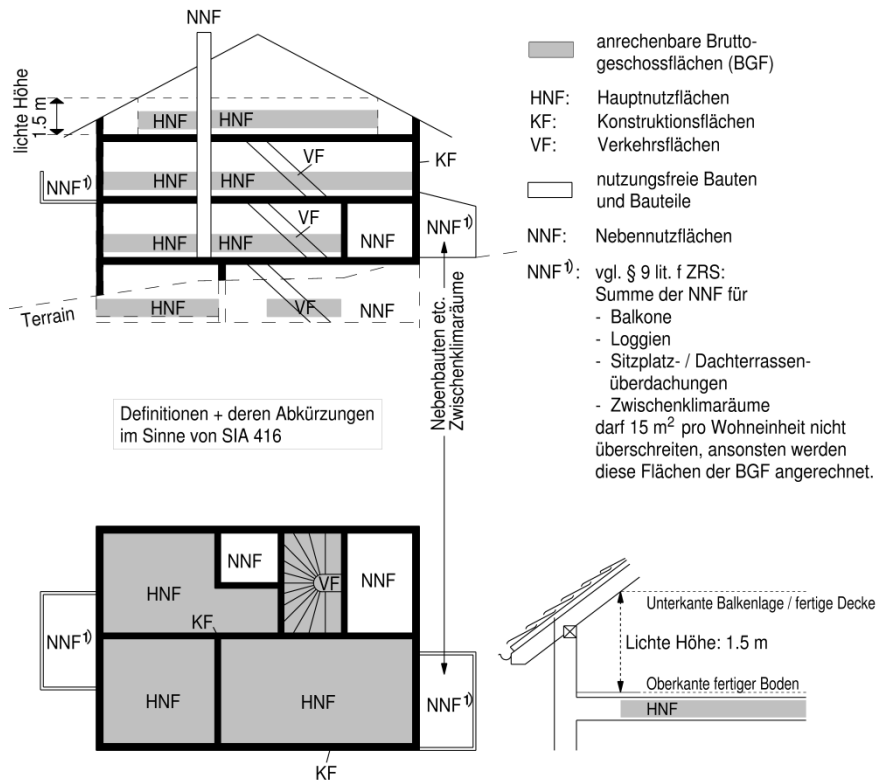 NNF
lichte Höhe
1.5 m
HNF
HNF
VF
KF
NNF1)
HNF
HNF
VF
HNF
HNF
NNF
NNF1)
Terrain
HNF
VF
NNF
Nebenbauten etc.
Zwischenklimaräume
Definitionen + deren Abkürzungen
im Sinne von SIA 416
anrechenbare Brutto-
geschossflächen (BGF)
HNF: Hauptnutzflächen
KF: Konstruktionsflächen
VF: Verkehrsflächen
nutzungsfreie Bauten
und Bauteile
NNF: Nebennutzflächen
NNF1): vgl. § 9 lit. f ZRS:
Summe der NNF für
- Balkone
- Loggien
- Sitzplatz- / Dachterrassen-
überdachungen
- Zwischenklimaräume
darf 15 m2 pro Wohneinheit nicht
überschreiten, ansonsten werden
diese Flächen der BGF angerechnet.
NNF
HNF
VF
NNF
NNF1)
KF
HNF
HNF
NNF1)
KF
Unterkante Balkenlage / fertige Decke
Lichte Höhe: 1.5 m
Oberkante fertiger Boden
HNF